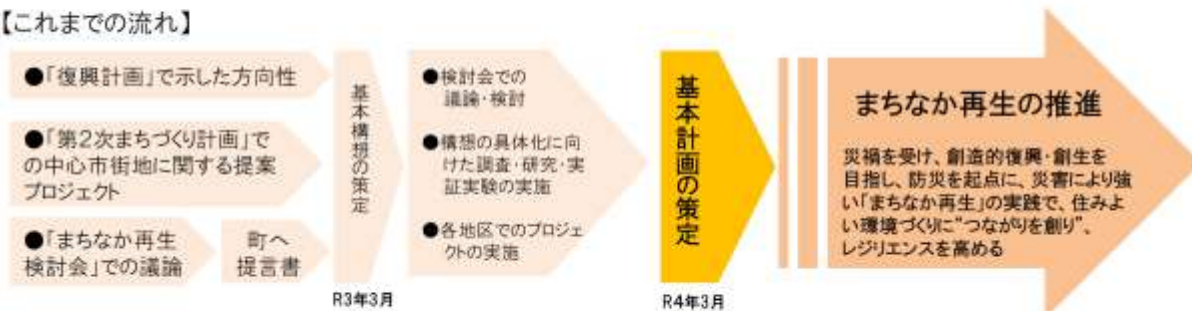 【これまでの流れ】
●「復興計画」で示した方向性
●「第2次まちづくり計画」で
の中心市街地に関する提案
プロジェクト
●「まちなか再生
検討会」での議論
町へ
提言書
基本構想の策定
R3年3月
●検討会での
議論・検討
●構想の具体化に向
けた調査・研究・実
証実験の実施
●各地区でのプロジェ
クトの実施
基本計画の策定
R4年3月
まちなか再生の推進
災禍を受け、創造的復興・創生を
目指し、防災を起点に、災害により強
い「まちなか再生」の実践で、住みよ
い環境づくりに“つながりを創り”、
レジリエンスを高める